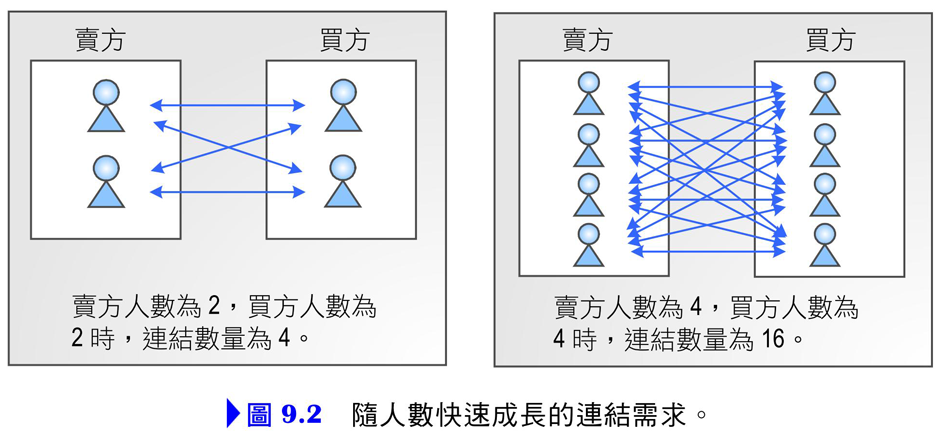 賣方
買方
賣方人數為 2，買方人數為
2 時，連結數量為 4。
賣方
買方
賣方人數為 4，買方人數為
4 時，連結數量為 16。
圖 9.2 隨人數快速成長的連結需求。